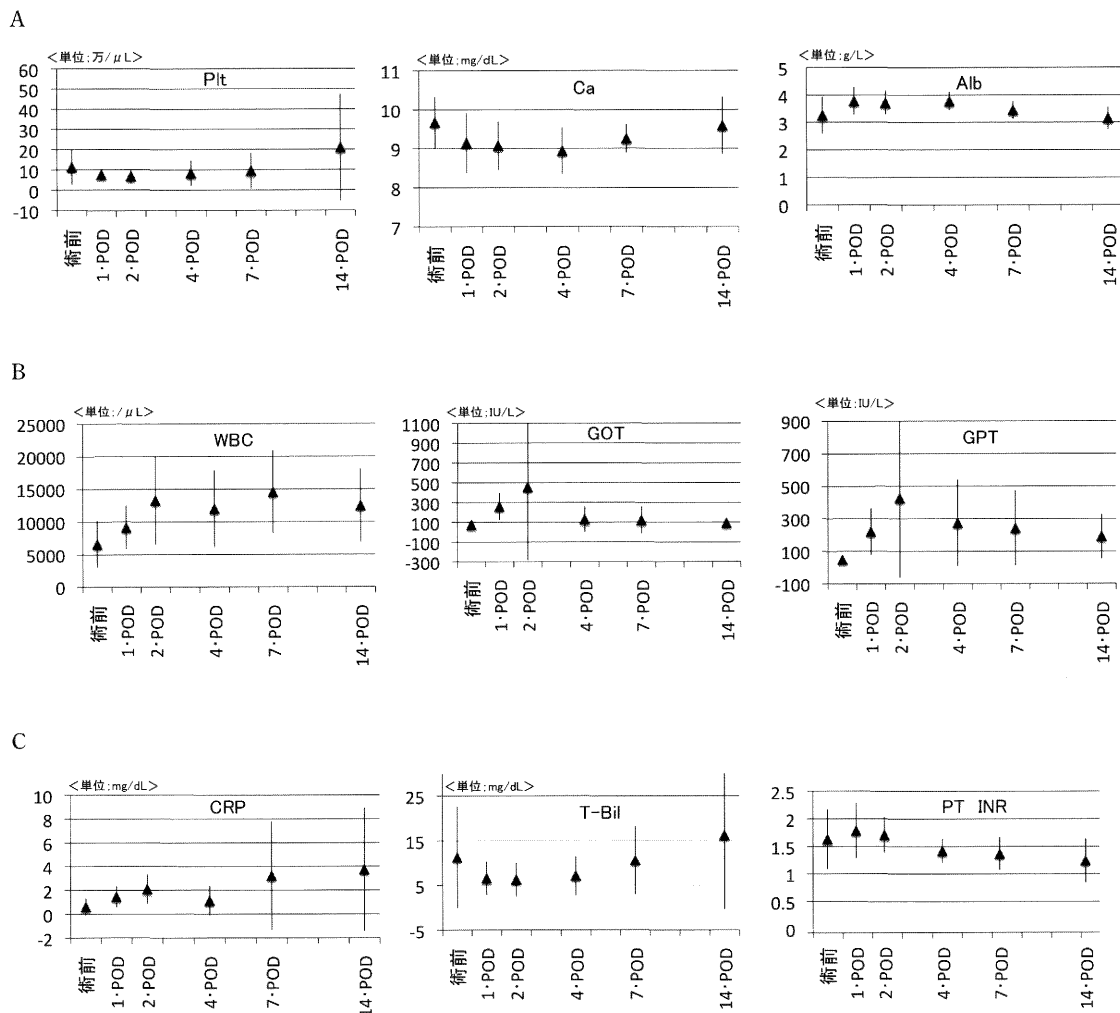 A
<単位:万/μL>
Plt
60
50
40
30
20
10
0
-10
術前
1・POD
2・POD
4・POD
7・POD
14・POD
<単位:mg/dL>
Ca
11
10
9
8
7
術前
1・POD
2・POD
4・POD
7・POD
14・POD
<単位:g/L>
Alb
5
4
3
2
1
0
術前
1・POD
2・POD
4・POD
7・POD
14・POD
B
<単位:/μL>
WBC
25000
20000
15000
10000
5000
0
術前
1・POD
2・POD
4・POD
7・POD
14・POD
<単位:IU/L>
GOT
1100
900
700
500
300
100
-100
-300
術前
1・POD
2・POD
4・POD
7・POD
14・POD
<単位:IU/L>
GPT
900
700
500
300
100
-100
術前
1・POD
2・POD
4・POD
7・POD
14・POD
C
<単位:mg/dL>
CRP
10
8
6
4
2
0
-2
術前
1・POD
2・POD
4・POD
7・POD
14・POD
<単位:mg/dL>
T-Bil
25
15
5
-5
術前
1・POD
2・POD
4・POD
7・POD
14・POD
PT INR
2.5
2
1.5
1
0.5
0
術前
1・POD
2・POD
4・POD
7・POD
14・POD